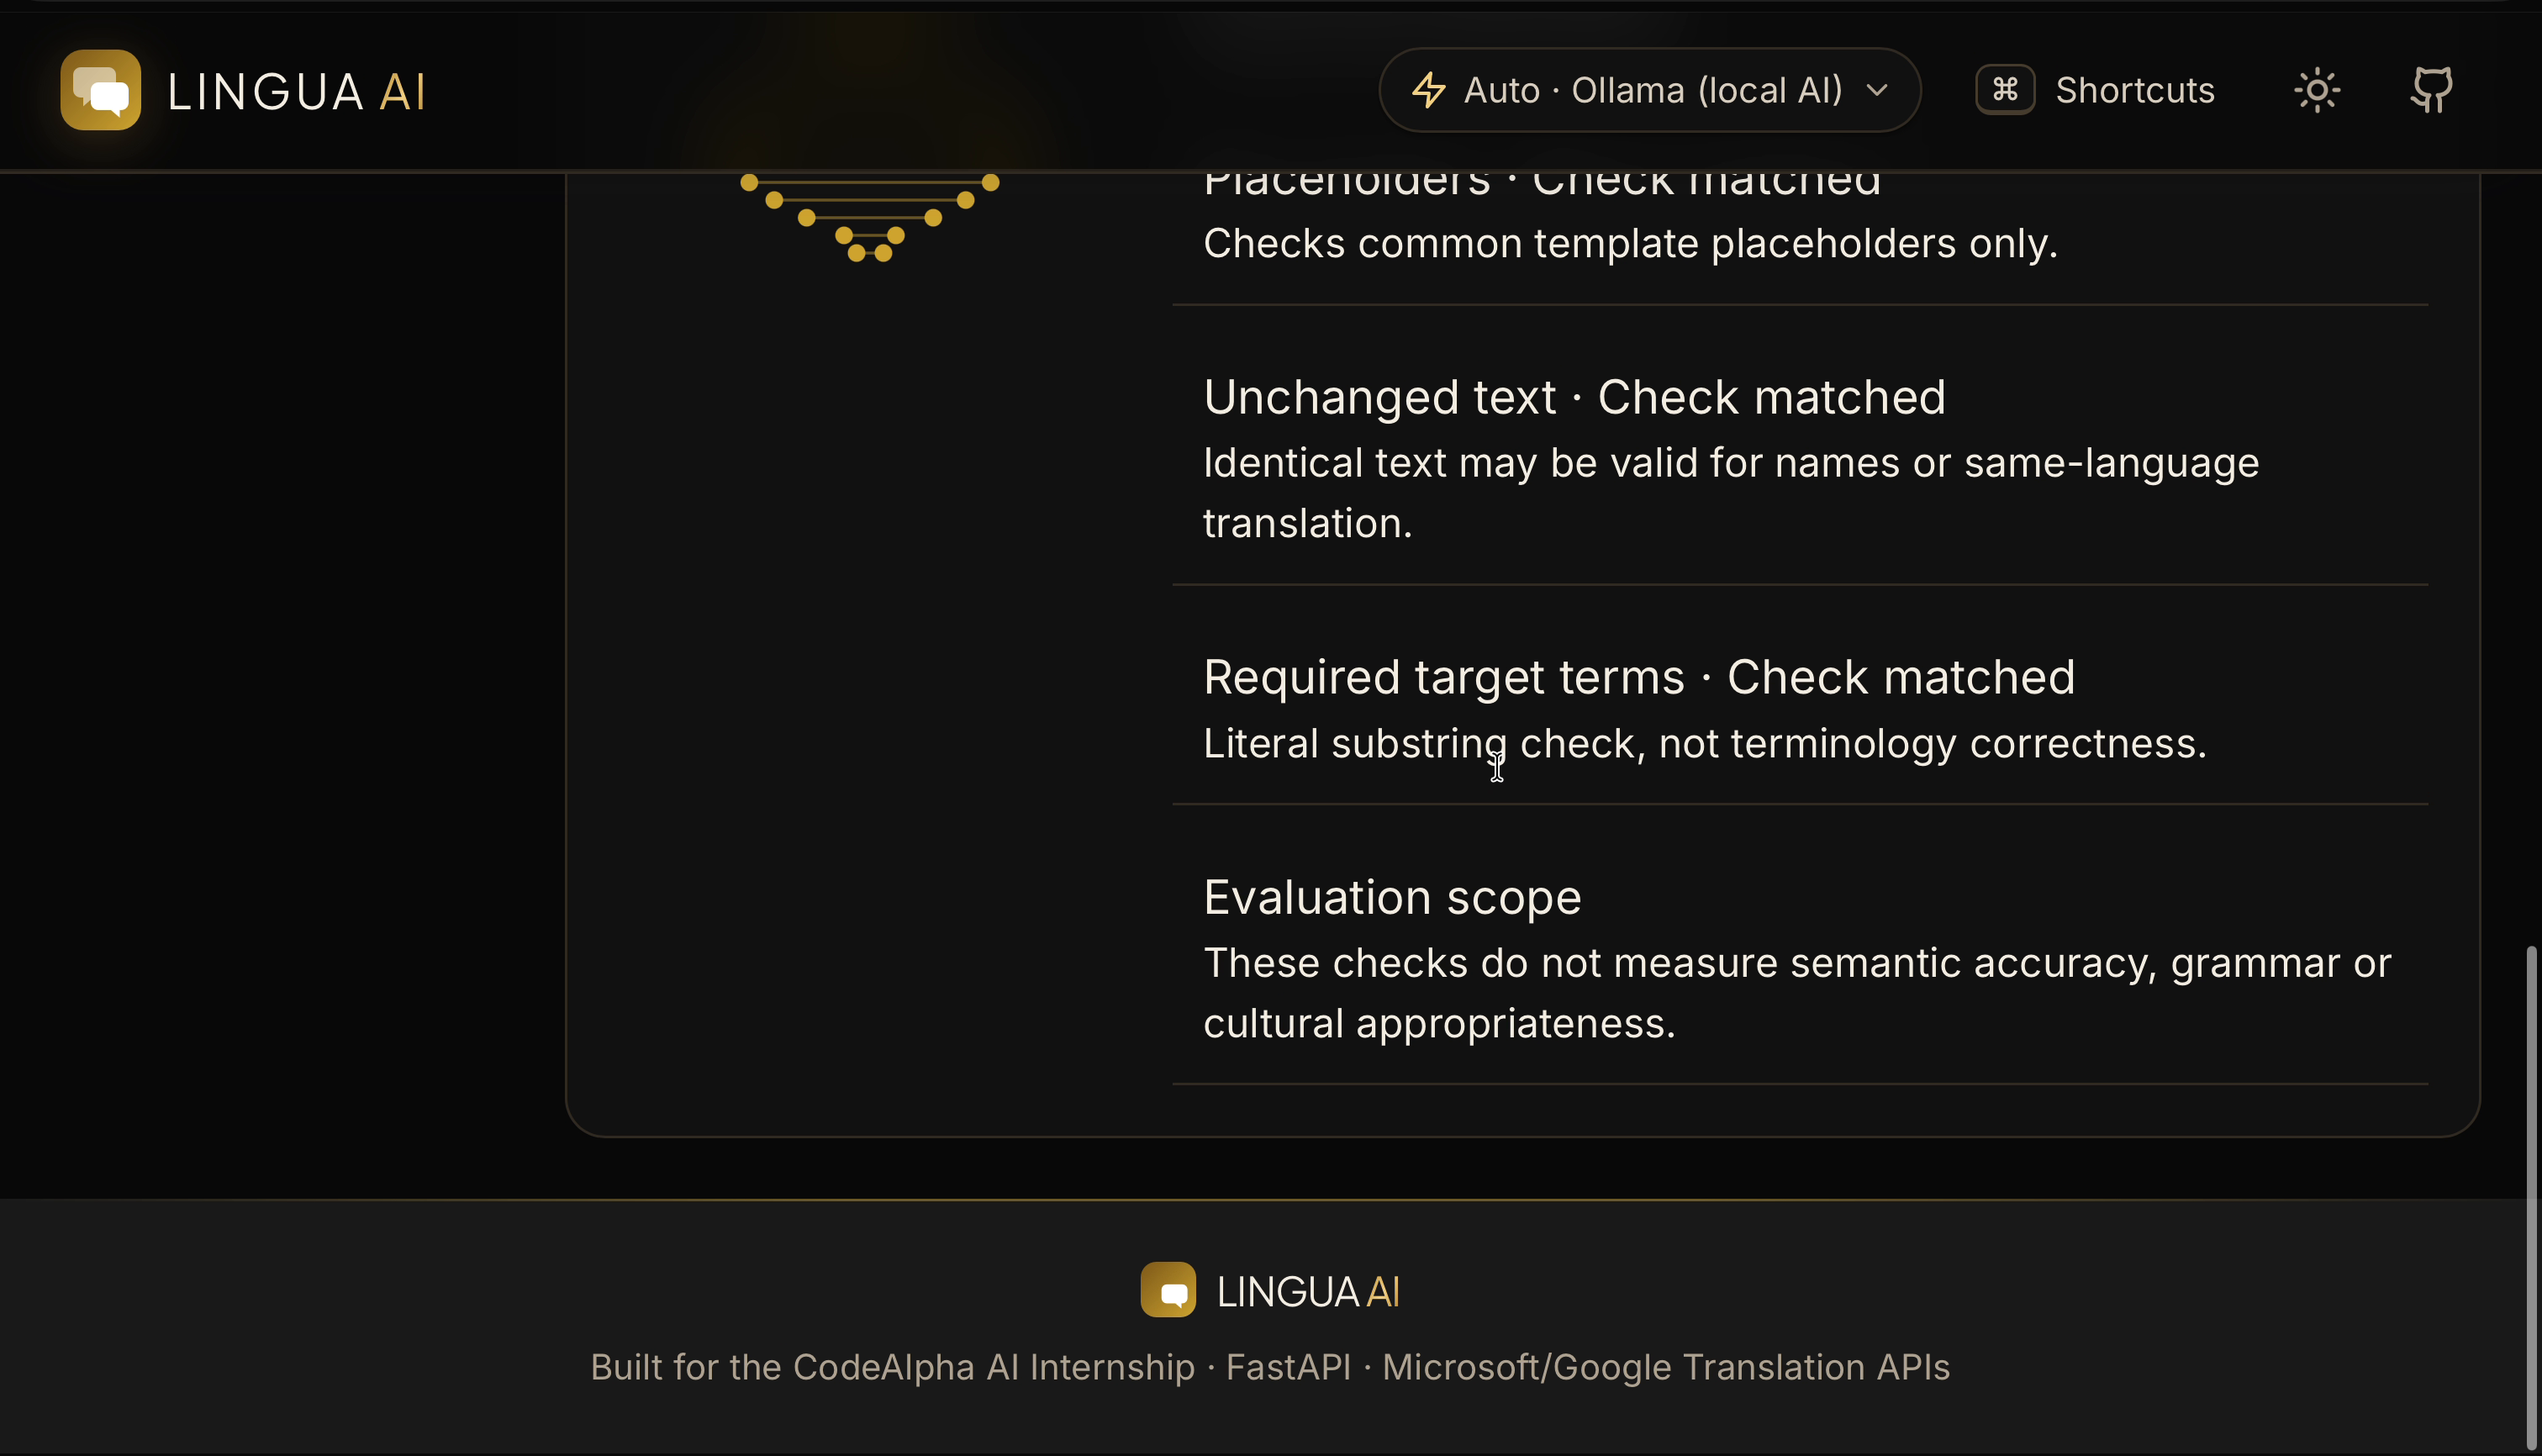 LINGUA AI
Auto · Ollama (local AI)
⌘ Shortcuts
Placeholders · Check matched
Checks common template placeholders only.
Unchanged text · Check matched
Identical text may be valid for names or same-language
translation.
Required target terms · Check matched
Literal substring check, not terminology correctness.
Evaluation scope
These checks do not measure semantic accuracy, grammar or
cultural appropriateness.
LINGUA AI
Built for the CodeAlpha AI Internship · FastAPI · Microsoft/Google Translation APIs